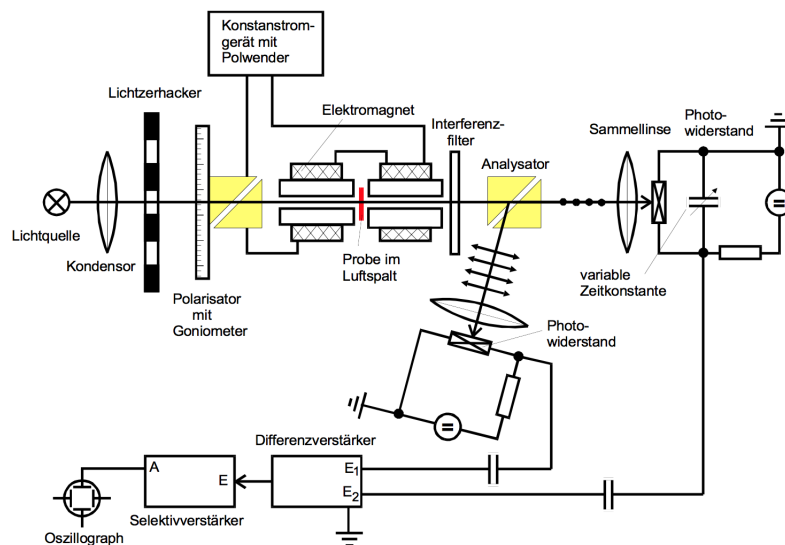 Konstanstrom-
gerät mit
Polwender
Lichtzerhacker
Elektromagnet
Interferenz-
filter
Analysator
Sammellinse
Photo-
widerstand
Lichtquelle
Kondensor
Polarisator
mit
Goniometer
Probe im
Luftspalt
variable
Zeitkonstante
Photo-
widerstand
Differenzverstärker
A
E
E1
E2
Selektivverstärker
Oszillograph